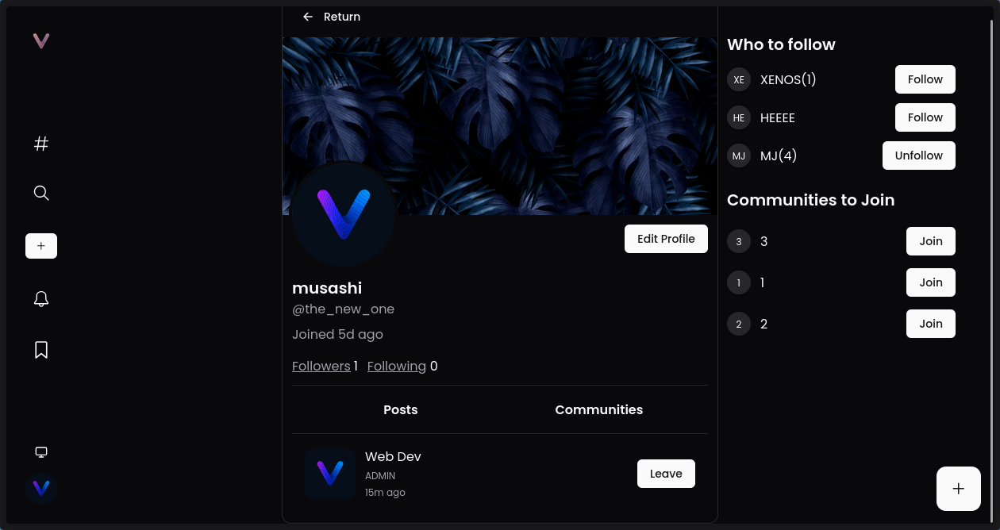 Return
Edit Profile
musashi
@the_new_one
Joined 5d ago
Followers 1 Following 0
Posts Communities
Web Dev
ADMIN
15m ago
Leave
Who to follow
XE XENOS(1) Follow
HE HEEEE Follow
MJ MJ(4) Unfollow
Communities to Join
3 3 Join
1 1 Join
2 2 Join